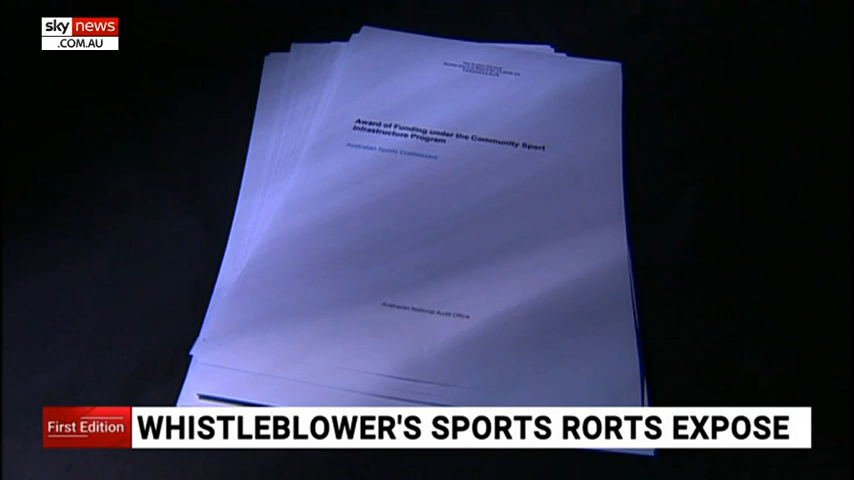 sky news
.COM.AU
Award of Funding under the Community Sport
Infrastructure Program
Australian Sports Commission
Australian National Audit Office
First Edition
WHISTLEBLOWER'S SPORTS RORTS EXPOSE